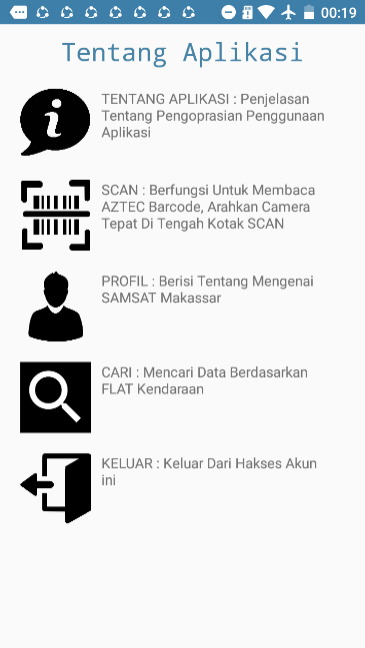 00:19
Tentang Aplikasi
TENTANG APLIKASI : Penjelasan
Tentang Pengoprasian Penggunaan
Aplikasi
SCAN : Berfungsi Untuk Membaca
AZTEC Barcode, Arahkan Camera
Tepat Di Tengah Kotak SCAN
PROFIL : Berisi Tentang Mengenai
SAMSAT Makassar
CARI : Mencari Data Berdasarkan
FLAT Kendaraan
KELUAR : Keluar Dari Hakses Akun
ini